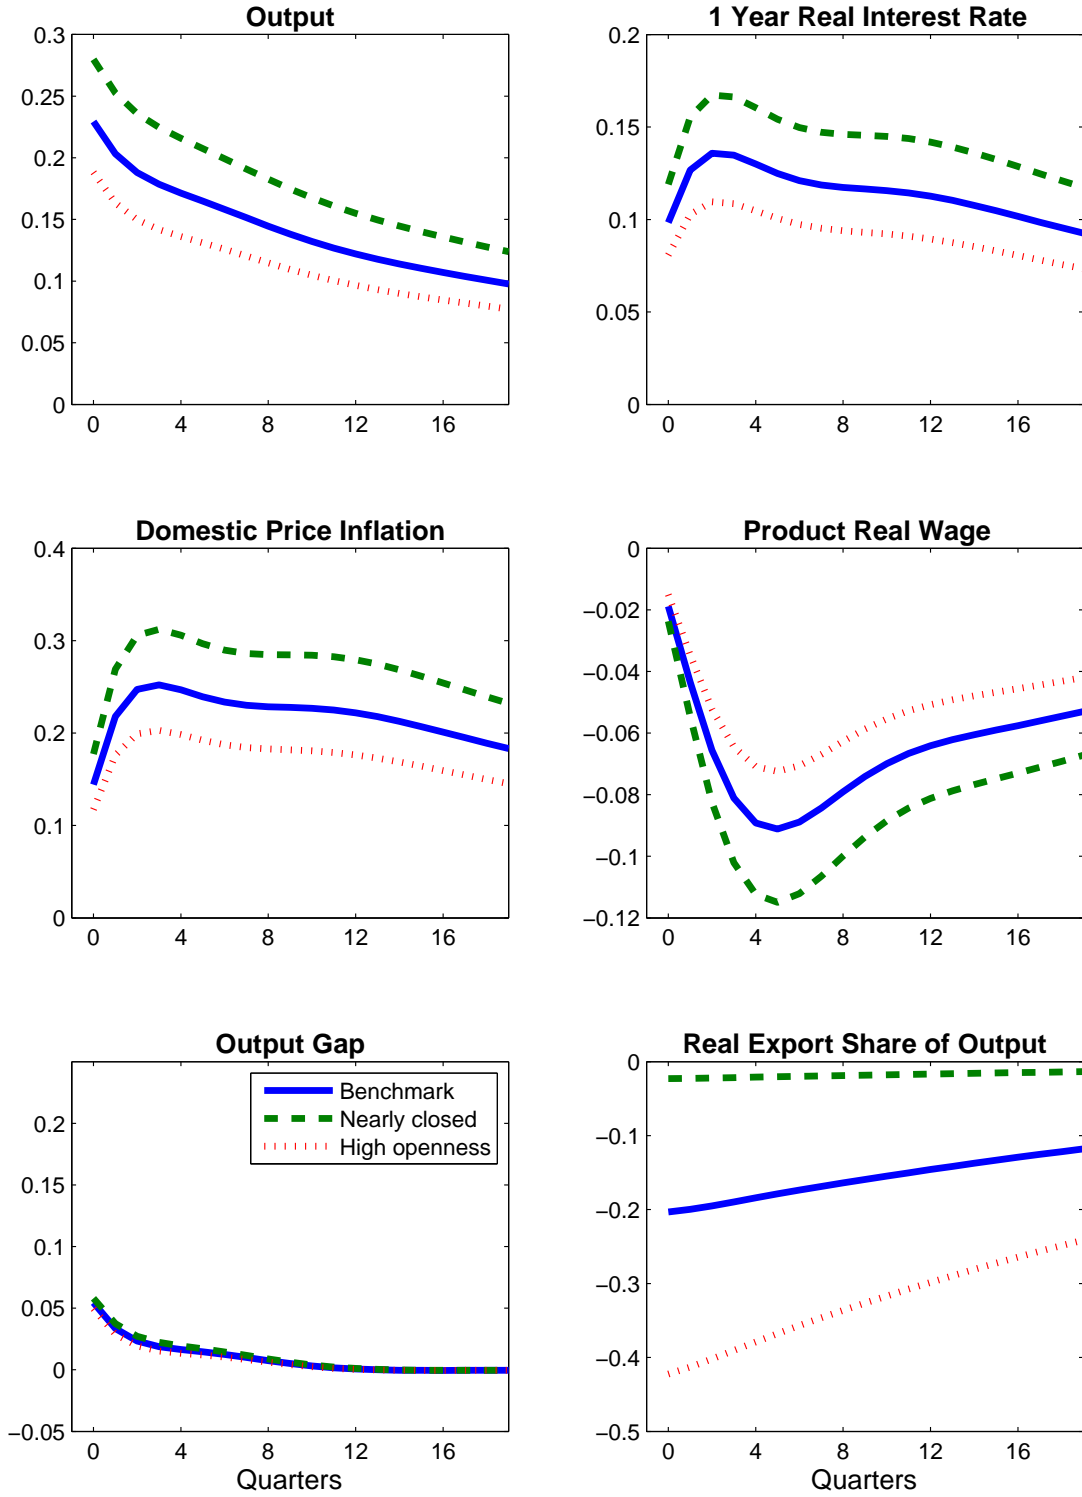 Output
0.3
0.25
0.2
0.15
0.1
0.05
0
0 4 8 12 16
1 Year Real Interest Rate
0.2
0.15
0.1
0.05
0
0 4 8 12 16
Domestic Price Inflation
0.4
0.3
0.2
0.1
0
0 4 8 12 16
Product Real Wage
0
−0.02
−0.04
−0.06
−0.08
−0.1
−0.12
0 4 8 12 16
Output Gap
0.2
0.15
0.1
0.05
0
−0.05
Benchmark
Nearly closed
High openness
0 4 8 12 16
Quarters
Real Export Share of Output
0
−0.1
−0.2
−0.3
−0.4
−0.5
0 4 8 12 16
Quarters